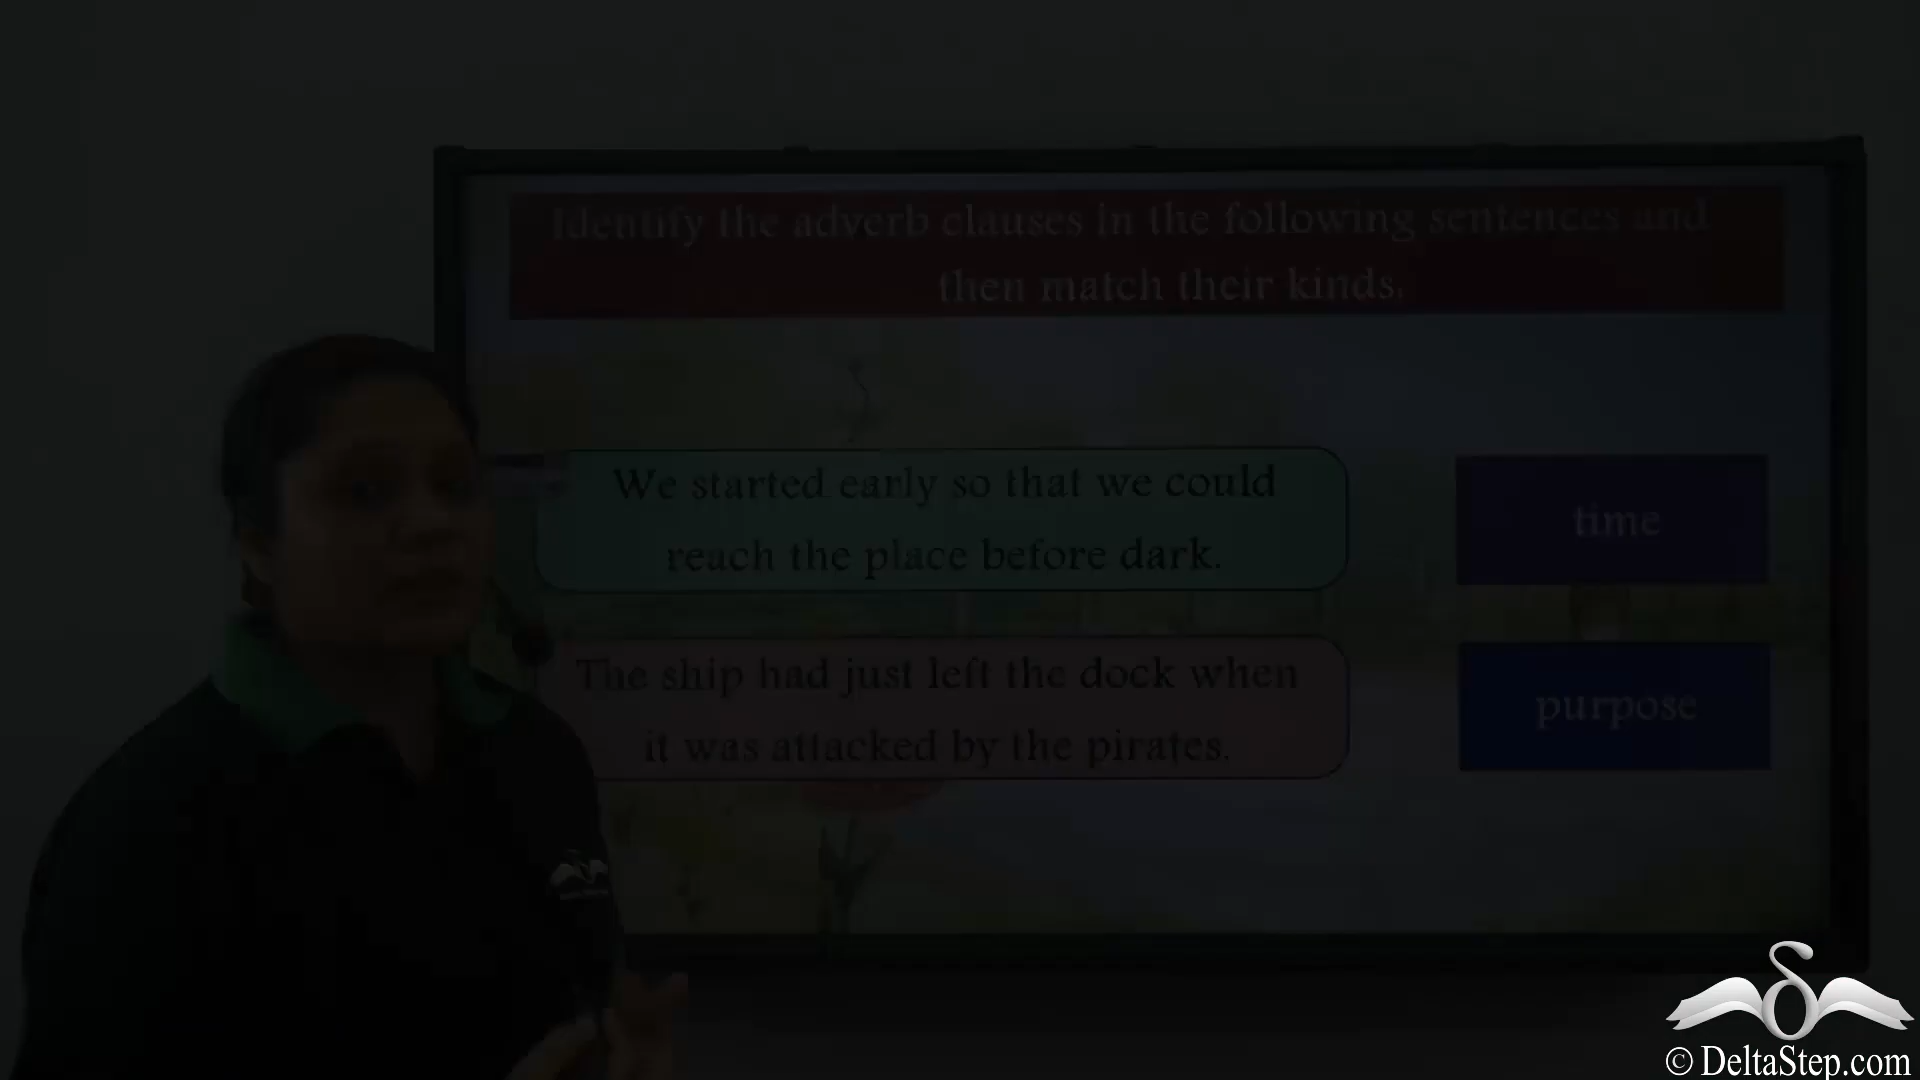 Identify the adverb clauses in the following sentences and
then match their kinds.
We started early so that we could
reach the place before dark.
time
The ship had just left the dock when
it was attacked by the pirates.
purpose
© DeltaStep.com